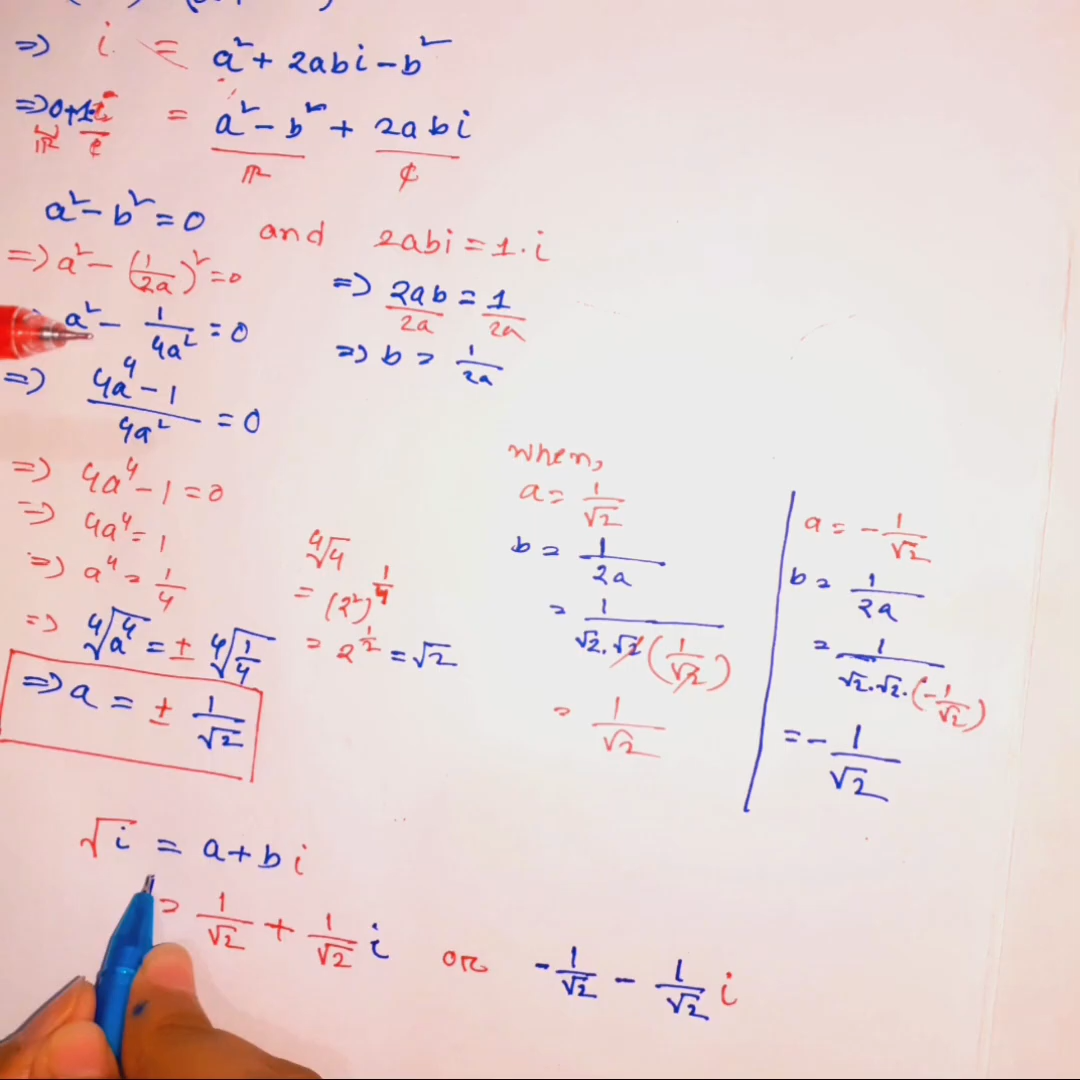 => i = a² + 2abi - b²
=> 0+1·i = a² - b² + 2abi
ℝ ₵ ℝ ₵
a² - b² = 0 and 2abi = 1·i
=> a² - (1/2a)² = 0
=> 2ab/2a = 1/2a
a² - 1/4a² = 0
=> b = 1/2a
=> (4a⁴ - 1)/4a² = 0
=> 4a⁴ - 1 = 0
=> 4a⁴ = 1
=> a⁴ = 1/4
=> ∜a⁴ = ± ∜1/4
=> a = ± 1/√2
∜4
= (2²)^1/4
= 2^1/2 = √2
when,
a = 1/√2
b = 1/2a
= 1/√2.√2(1/√2)
= 1/√2
a = - 1/√2
b = 1/2a
= 1/√2.√2.(-1/√2)
= - 1/√2
√i = a + bi
= 1/√2 + 1/√2 i or - 1/√2 - 1/√2 i